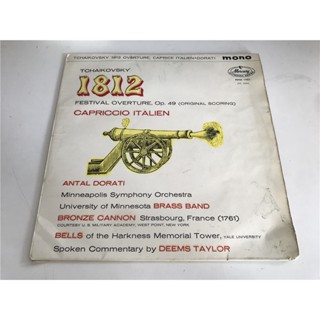 TCHAIKOVSKY 1812 OVERTURE, CAPRICE ITALIEN • DORATI
mono
TCHAIKOVSKY
Mercury
1812
FESTIVAL OVERTURE, Op. 49 (ORIGINAL SCORING)
CAPRICCIO ITALIEN
ANTAL DORATI
Minneapolis Symphony Orchestra
University of Minnesota BRASS BAND
BRONZE CANNON Strasbourg, France (1761)
COURTESY U. S. MILITARY ACADEMY, WEST POINT, NEW YORK
BELLS of the Harkness Memorial Tower, YALE UNIVERSITY
Spoken Commentary by DEEMS TAYLOR